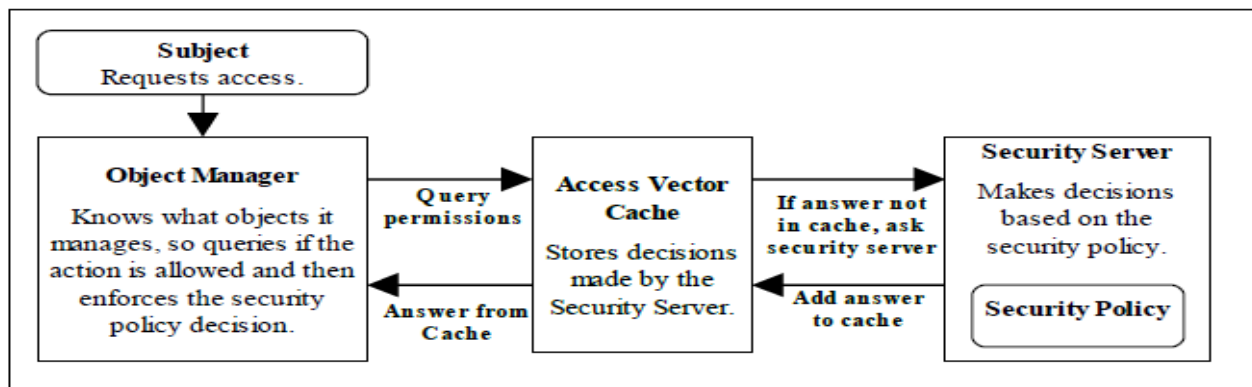 Subject
Requests access.
Object Manager
Knows what objects it
manages, so queries if the
action is allowed and then
enforces the security
policy decision.
Query
permissions
Answer from
Cache
Access Vector
Cache
Stores decisions
made by the
Security Server.
If answer not
in cache, ask
security server
Add answer
to cache
Security Server
Makes decisions
based on the
security policy.
Security Policy